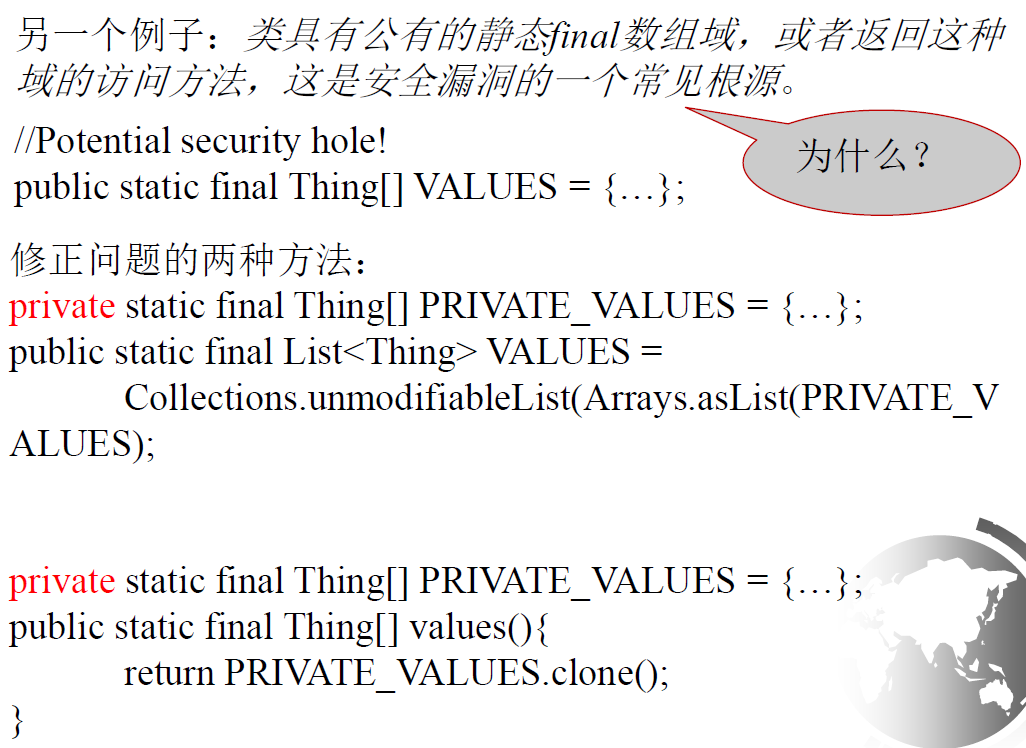 另一个例子：类具有公有的静态final数组域，或者返回这种
域的访问方法，这是安全漏洞的一个常见根源。
//Potential security hole!
public static final Thing[] VALUES = {…};
为什么？
修正问题的两种方法：
private static final Thing[] PRIVATE_VALUES = {…};
public static final List<Thing> VALUES =
Collections.unmodifiableList(Arrays.asList(PRIVATE_V
ALUES);
private static final Thing[] PRIVATE_VALUES = {…};
public static final Thing[] values(){
return PRIVATE_VALUES.clone();
}